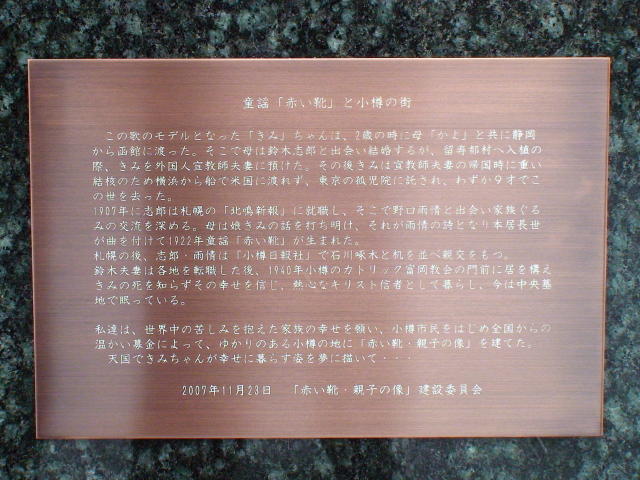 童謡「赤い靴」と小樽の街
この歌のモデルとなった「きみ」ちゃんは、2歳の時に母「かよ」と共に静岡
から函館に渡った。そこで母は鈴木志郎と出会い結婚するが、留寿都村へ入植の
際、きみを外国人宣教師夫妻に預けた。その後きみは宣教師夫妻の帰国時に重い
結核のため横浜から船で米国に渡れず、東京の孤児院に託され、わずか9才でこ
の世を去った。
1907年に志郎は札幌の「北鳴新報」に就職し、そこで野口雨情と出会い家族ぐる
みの交流を深める。母は娘きみの話を打ち明け、それが雨情の詩となり本居長世
が曲を付けて1922年童謡「赤い靴」が生まれた。
札幌の後、志郎・雨情は「小樽日報社」で石川啄木と机を並べ親交をもつ。
鈴木夫妻は各地を転職した後、1940年小樽のカトリック富岡教会の門前に居を構え
きみの死を知らずその幸せを信じ、熱心なキリスト信者として暮らし、今は中央墓
地で眠っている。
私達は、世界中の苦しみを抱えた家族の幸せを願い、小樽市民をはじめ全国からの
温かい募金によって、ゆかりのある小樽の地に「赤い靴・親子の像」を建てた。
天国できみちゃんが幸せに暮らす姿を夢に描いて・・・
2007年11月23日 「赤い靴・親子の像」建設委員会